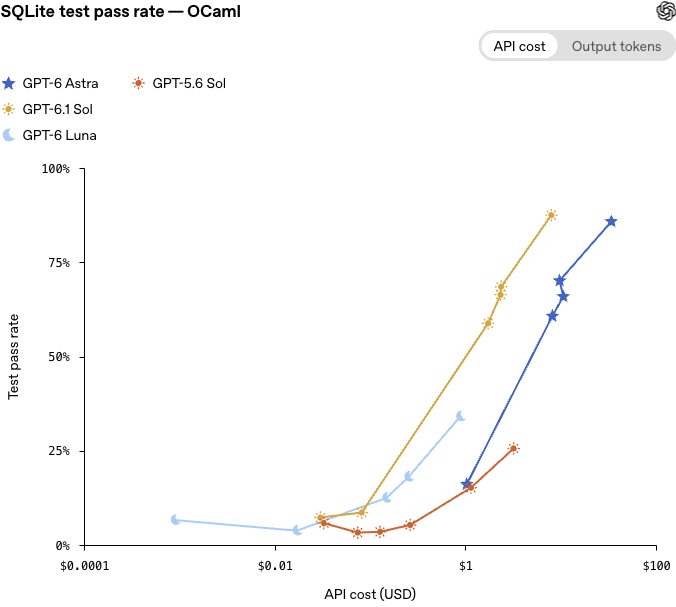 SQLite test pass rate — OCaml
API cost
Output tokens
GPT-6 Astra
GPT-5.6 Sol
GPT-6.1 Sol
GPT-6 Luna
100%
75%
50%
25%
0%
Test pass rate
$0.0001
$0.01
$1
$100
API cost (USD)